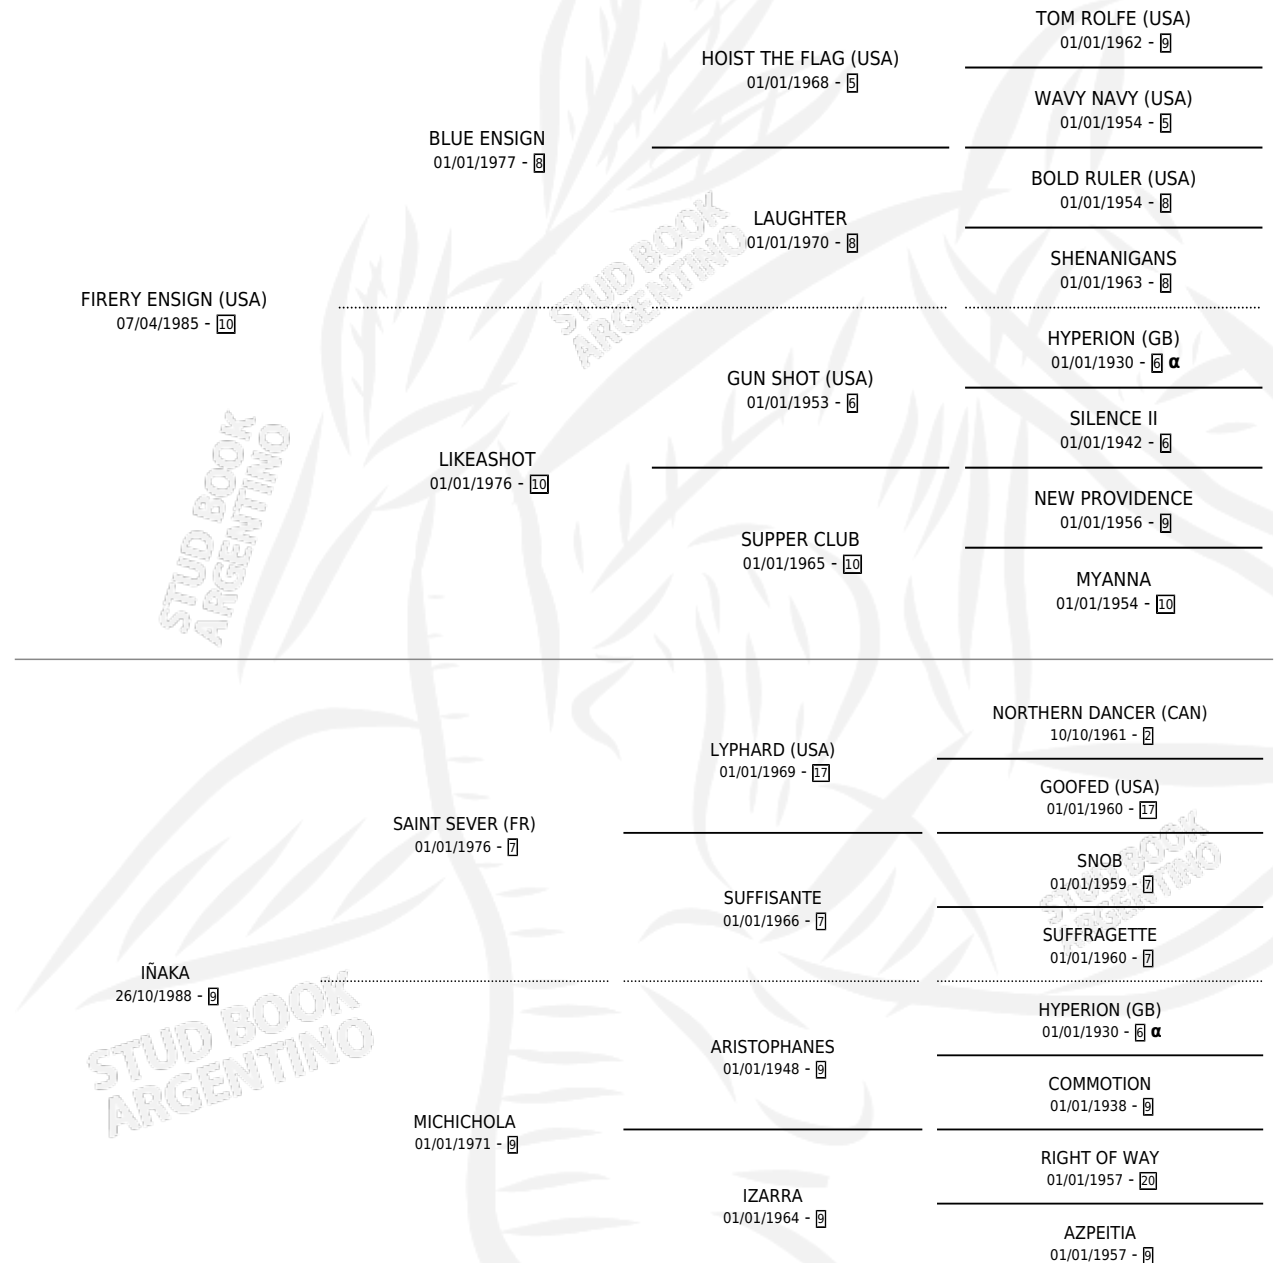 TOM ROLFE (USA)
01/01/1962 - 9
HOIST THE FLAG (USA)
01/01/1968 - 5
WAVY NAVY (USA)
01/01/1954 - 5
BLUE ENSIGN
01/01/1977 - 8
BOLD RULER (USA)
01/01/1954 - 8
LAUGHTER
01/01/1970 - 8
SHENANIGANS
01/01/1963 - 8
FIRERY ENSIGN (USA)
07/04/1985 - 10
HYPERION (GB)
01/01/1930 - 6 α
GUN SHOT (USA)
01/01/1953 - 6
SILENCE II
01/01/1942 - 6
LIKEASHOT
01/01/1976 - 10
NEW PROVIDENCE
01/01/1956 - 9
SUPPER CLUB
01/01/1965 - 10
MYANNA
01/01/1954 - 10
NORTHERN DANCER (CAN)
10/10/1961 - 2
LYPHARD (USA)
01/01/1969 - 17
GOOFED (USA)
01/01/1960 - 17
SAINT SEVER (FR)
01/01/1976 - 7
SNOB
01/01/1959 - 7
SUFFISANTE
01/01/1966 - 7
SUFFRAGETTE
01/01/1960 - 7
IÑAKA
26/10/1988 - 9
HYPERION (GB)
01/01/1930 - 6 α
ARISTOPHANES
01/01/1948 - 9
COMMOTION
01/01/1938 - 9
MICHICHOLA
01/01/1971 - 9
RIGHT OF WAY
01/01/1957 - 20
IZARRA
01/01/1964 - 9
AZPEITIA
01/01/1957 - 9
STUD BOOK
ARGENTINO
STUD BOOK
ARGENTINO
STUD BOOK
ARGENTINO
STUD BOOK
ARGENTINO